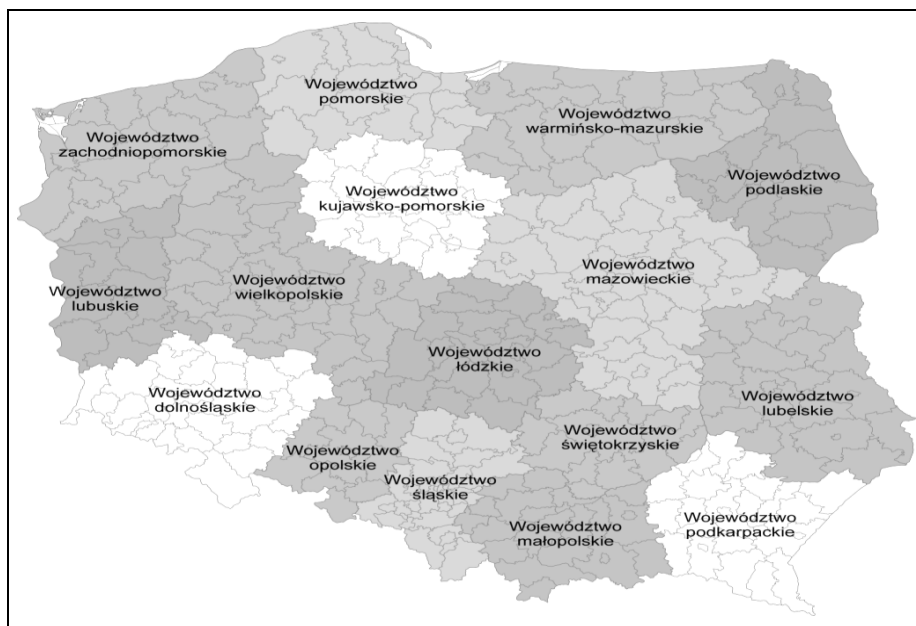 Województwo
pomorskie
Województwo
warmińsko-mazurskie
Województwo
zachodniopomorskie
Województwo
podlaskie
Województwo
kujawsko-pomorskie
Województwo
mazowieckie
Województwo
lubuskie
Województwo
wielkopolskie
Województwo
łódzkie
Województwo
dolnośląskie
Województwo
lubelskie
Województwo
świętokrzyskie
Województwo
opolskie
Województwo
śląskie
Województwo
małopolskie
Województwo
podkarpackie